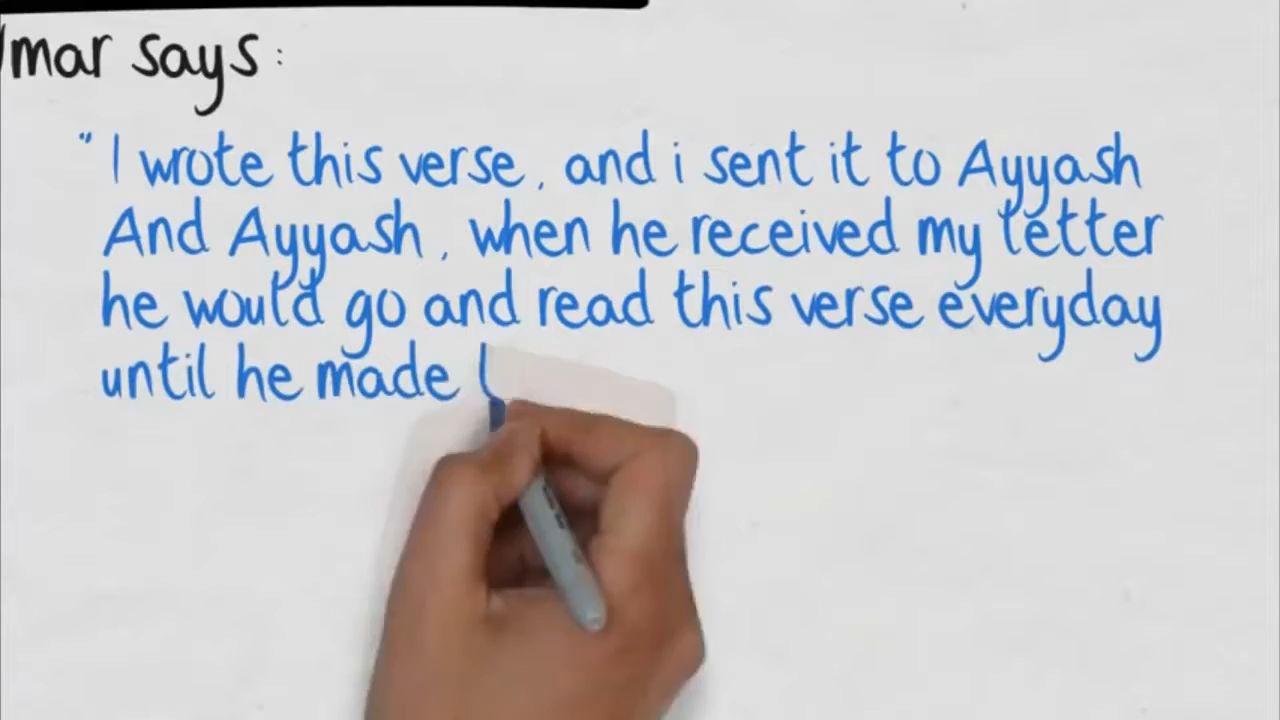 mar says:
"I wrote this verse, and i sent it to Ayyash
And Ayyash, when he received my letter
he would go and read this verse everyday
until he made